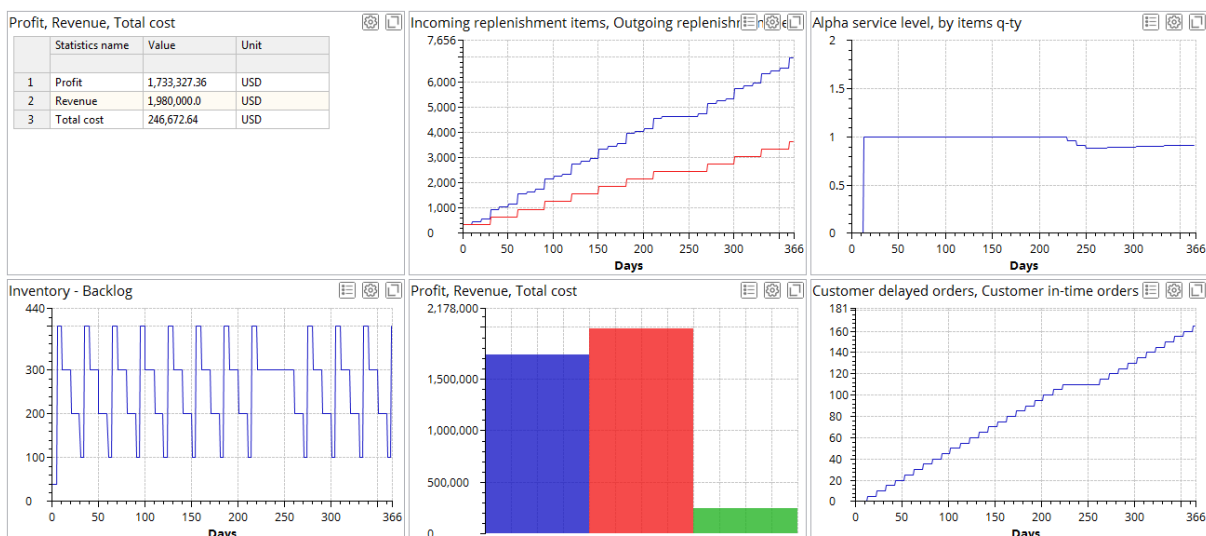 Profit, Revenue, Total cost
Statistics name Value Unit
1 Profit 1,733,327.36 USD
2 Revenue 1,980,000.0 USD
3 Total cost 246,672.64 USD
Incoming replenishment items, Outgoing replenishm
7,656
6,000
5,000
4,000
3,000
2,000
1,000
0
0 50 100 150 200 250 300 366
Days
Alpha service level, by items q-ty
2
1.5
1
0.5
0
0 50 100 150 200 250 300 366
Days
Inventory - Backlog
440
300
200
100
0
0 50 100 150 200 250 300 366
Days
Profit, Revenue, Total cost
2,178,000
1,500,000
1,000,000
500,000
0
Customer delayed orders, Customer in-time orders
181
160
140
120
100
80
60
40
20
0
0 50 100 150 200 250 300 366
Days